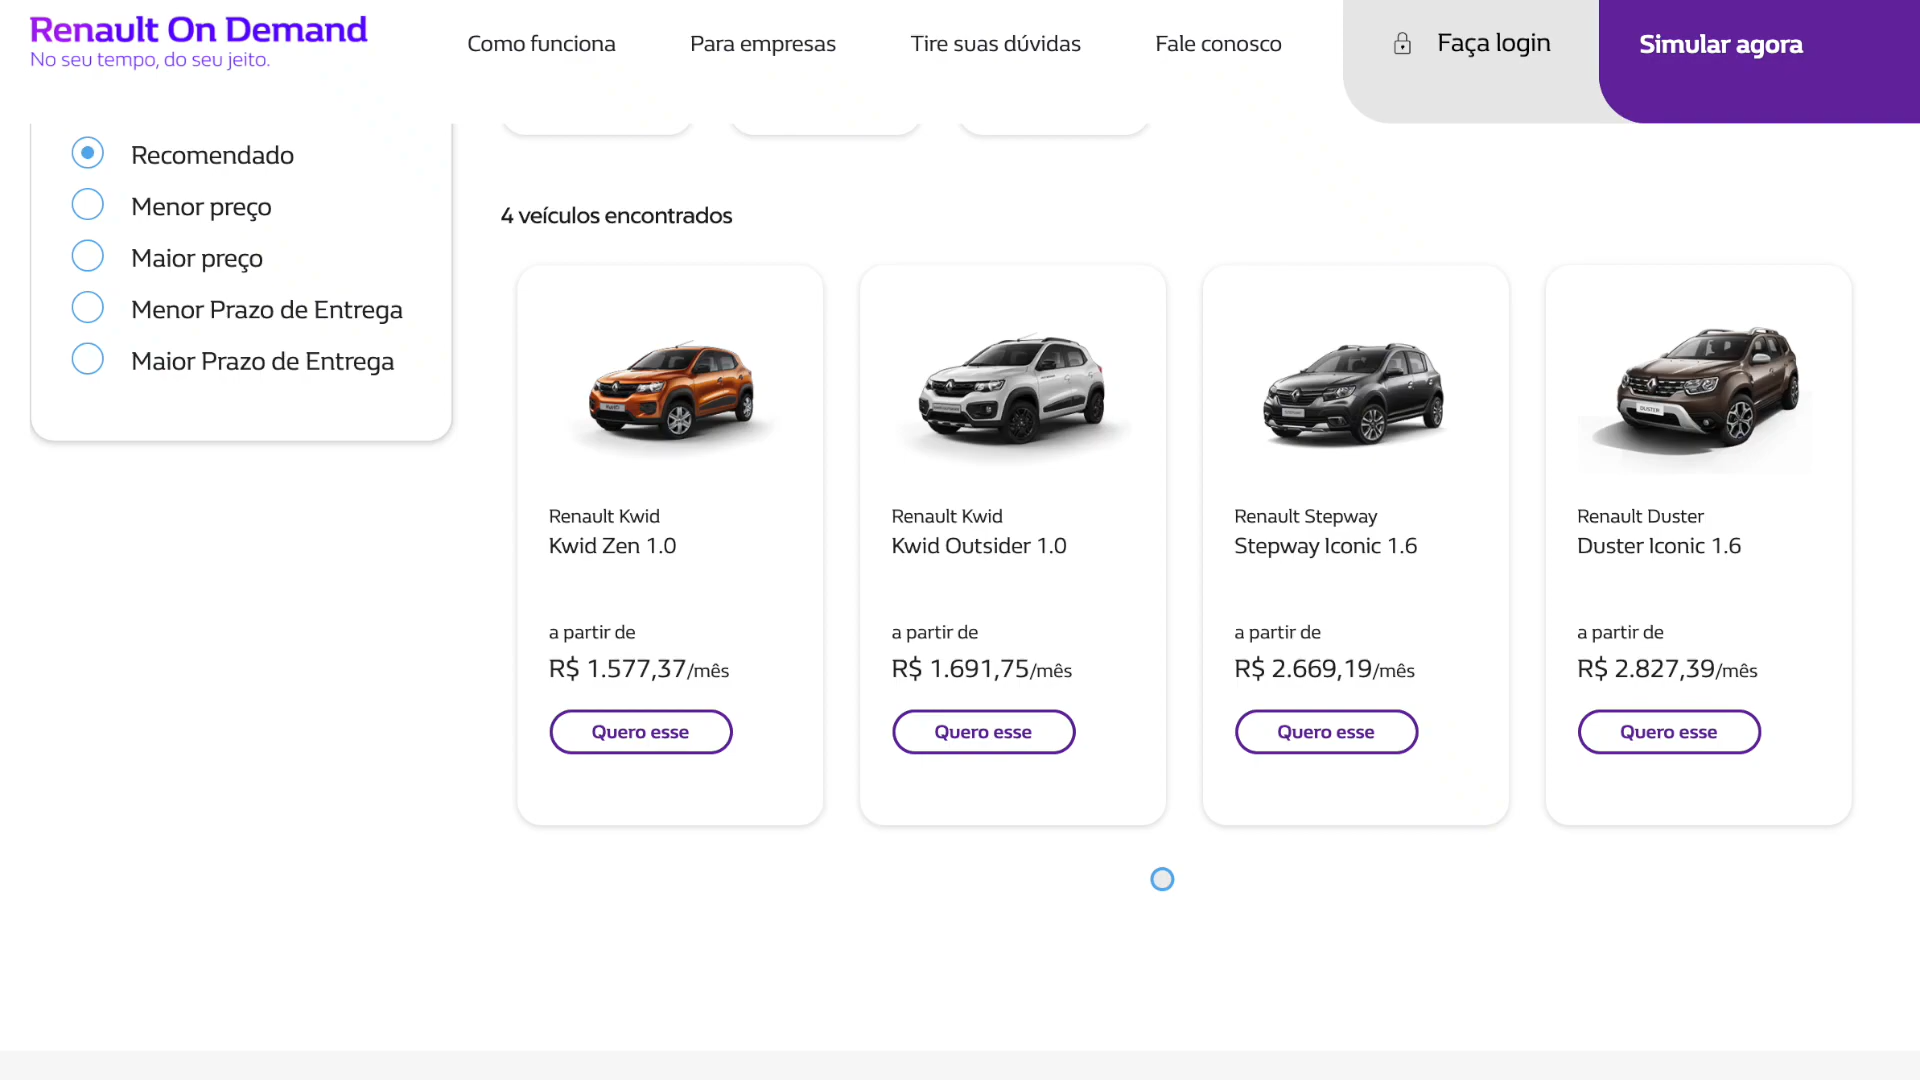 Renault On Demand
No seu tempo, do seu jeito.
Como funciona
Para empresas
Tire suas dúvidas
Fale conosco
Faça login
Simular agora
Recomendado
Menor preço
Maior preço
Menor Prazo de Entrega
Maior Prazo de Entrega
4 veículos encontrados
Renault Kwid
Kwid Zen 1.0
a partir de
R$ 1.577,37/mês
Quero esse
Renault Kwid
Kwid Outsider 1.0
a partir de
R$ 1.691,75/mês
Quero esse
Renault Stepway
Stepway Iconic 1.6
a partir de
R$ 2.669,19/mês
Quero esse
DUSTER
Renault Duster
Duster Iconic 1.6
a partir de
R$ 2.827,39/mês
Quero esse